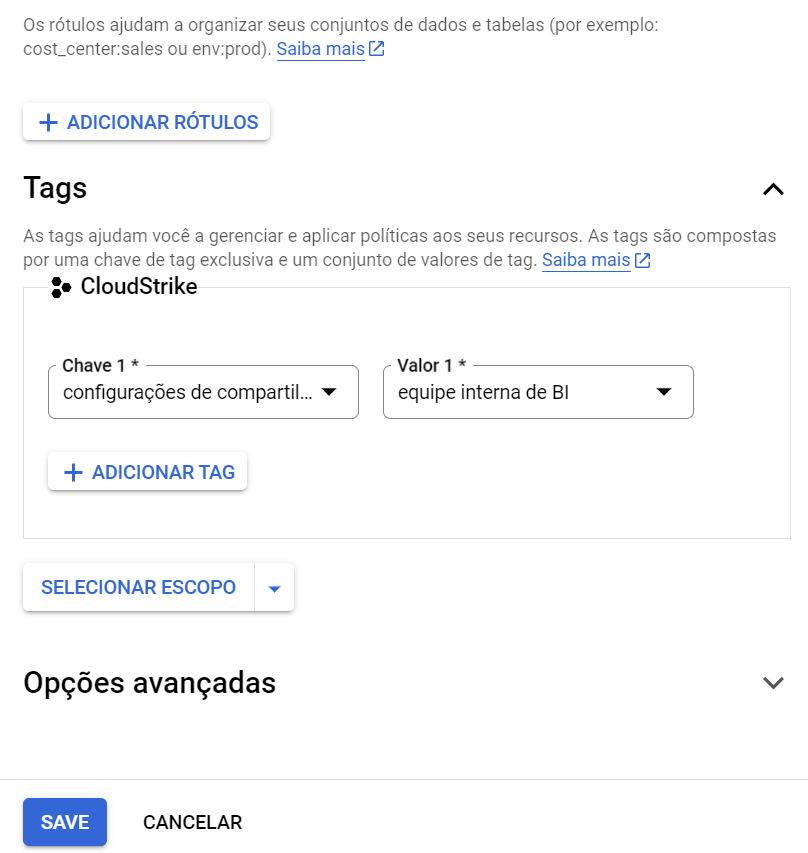 Os rótulos ajudam a organizar seus conjuntos de dados e tabelas (por exemplo:
cost_center:sales ou env:prod). Saiba mais
ADICIONAR RÓTULOS
Tags
As tags ajudam você a gerenciar e aplicar políticas aos seus recursos. As tags são compostas
por uma chave de tag exclusiva e um conjunto de valores de tag. Saiba mais
CloudStrike
Chave 1 * Valor 1 *
configurações de compartil... equipe interna de BI
ADICIONAR TAG
SELECIONAR ESCOPO
Opções avançadas
SAVE CANCELAR